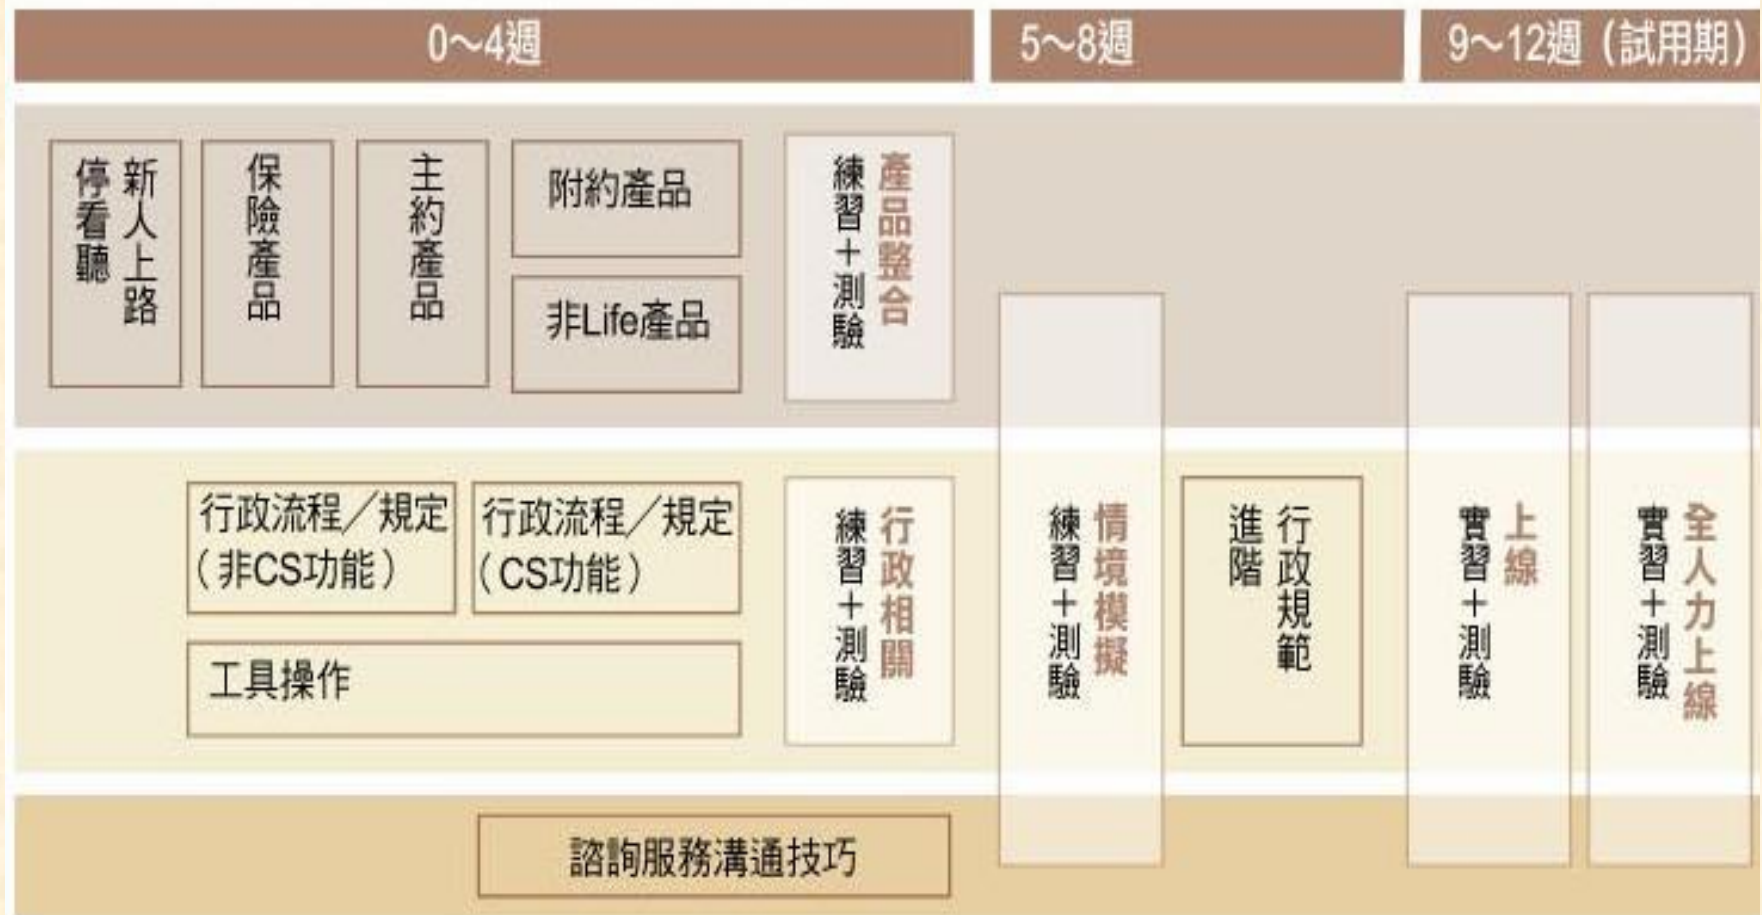 0～4週
5～8週
9～12週（試用期）
新人上路
停看聽
保險產品
主約產品
附約產品
非Life產品
產品整合
練習＋測驗
行政流程／規定
（非CS功能）
行政流程／規定
（CS功能）
工具操作
行政相關
練習＋測驗
情境模擬
練習＋測驗
行政規範
進階
上線
實習＋測驗
全人力上線
實習＋測驗
諮詢服務溝通技巧